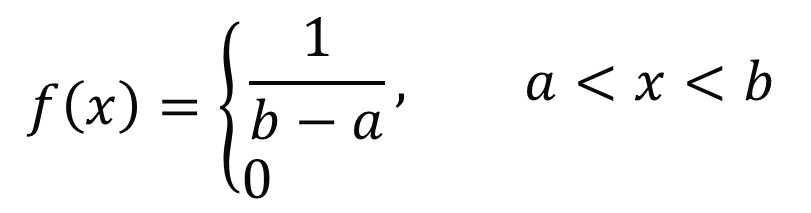 f(x) = { 1/(b − a), a < x < b
0